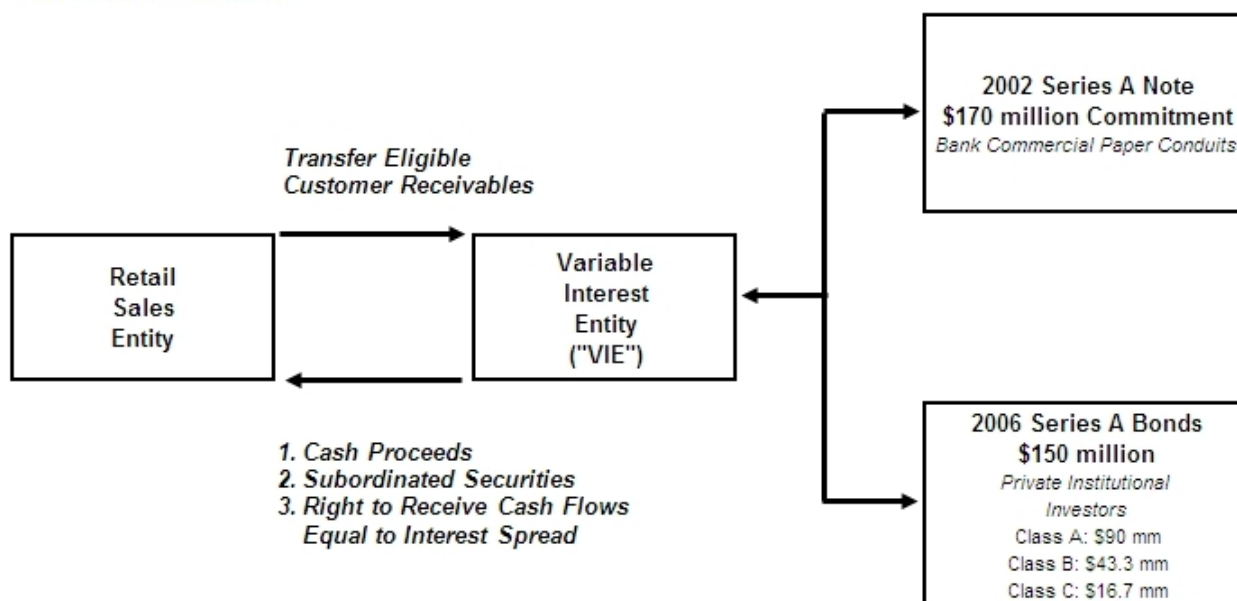 Transfer Eligible
Customer Receivables
Retail
Sales
Entity
Variable
Interest
Entity
("VIE")
1. Cash Proceeds
2. Subordinated Securities
3. Right to Receive Cash Flows
Equal to Interest Spread
2002 Series A Note
$170 million Commitment
Bank Commercial Paper Conduits
2006 Series A Bonds
$150 million
Private Institutional
Investors
Class A: $90 mm
Class B: $43.3 mm
Class C: $16.7 mm